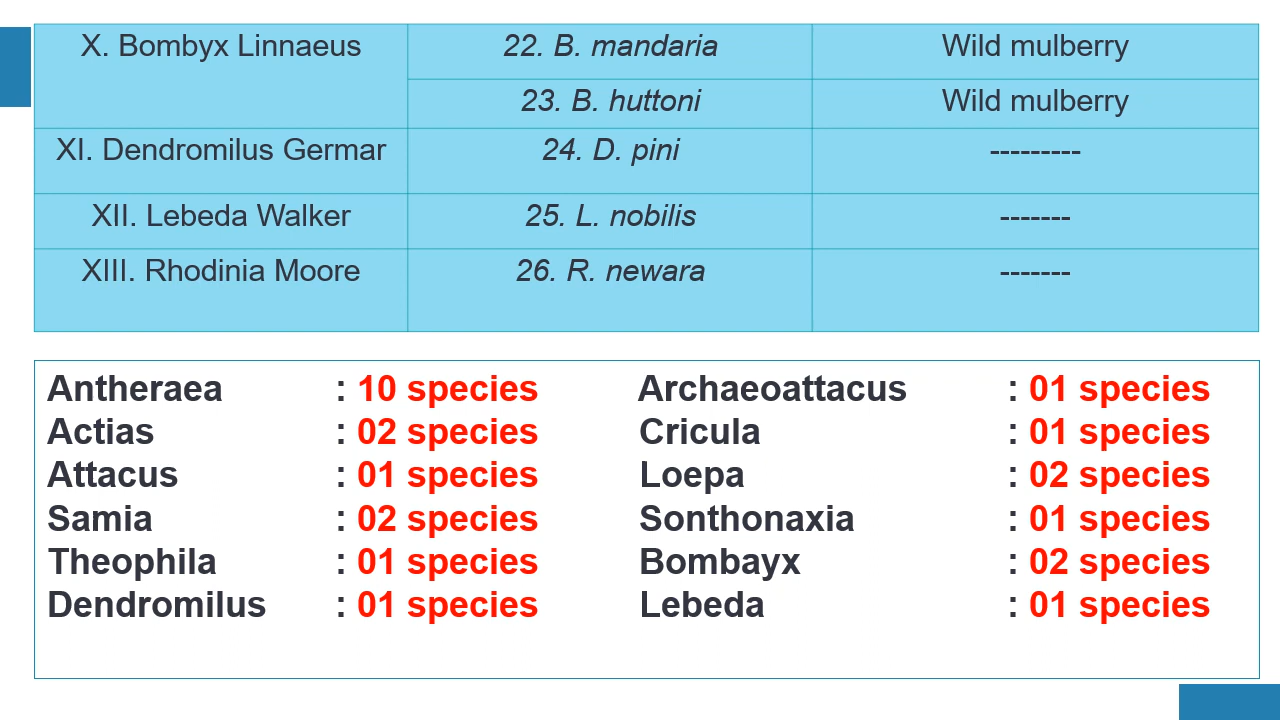 X. Bombyx Linnaeus 22. B. mandaria Wild mulberry
23. B. huttoni Wild mulberry
XI. Dendromilus Germar 24. D. pini ---------
XII. Lebeda Walker 25. L. nobilis -------
XIII. Rhodinia Moore 26. R. newara -------
Antheraea : 10 species Archaeoattacus : 01 species
Actias : 02 species Cricula : 01 species
Attacus : 01 species Loepa : 02 species
Samia : 02 species Sonthonaxia : 01 species
Theophila : 01 species Bombayx : 02 species
Dendromilus : 01 species Lebeda : 01 species